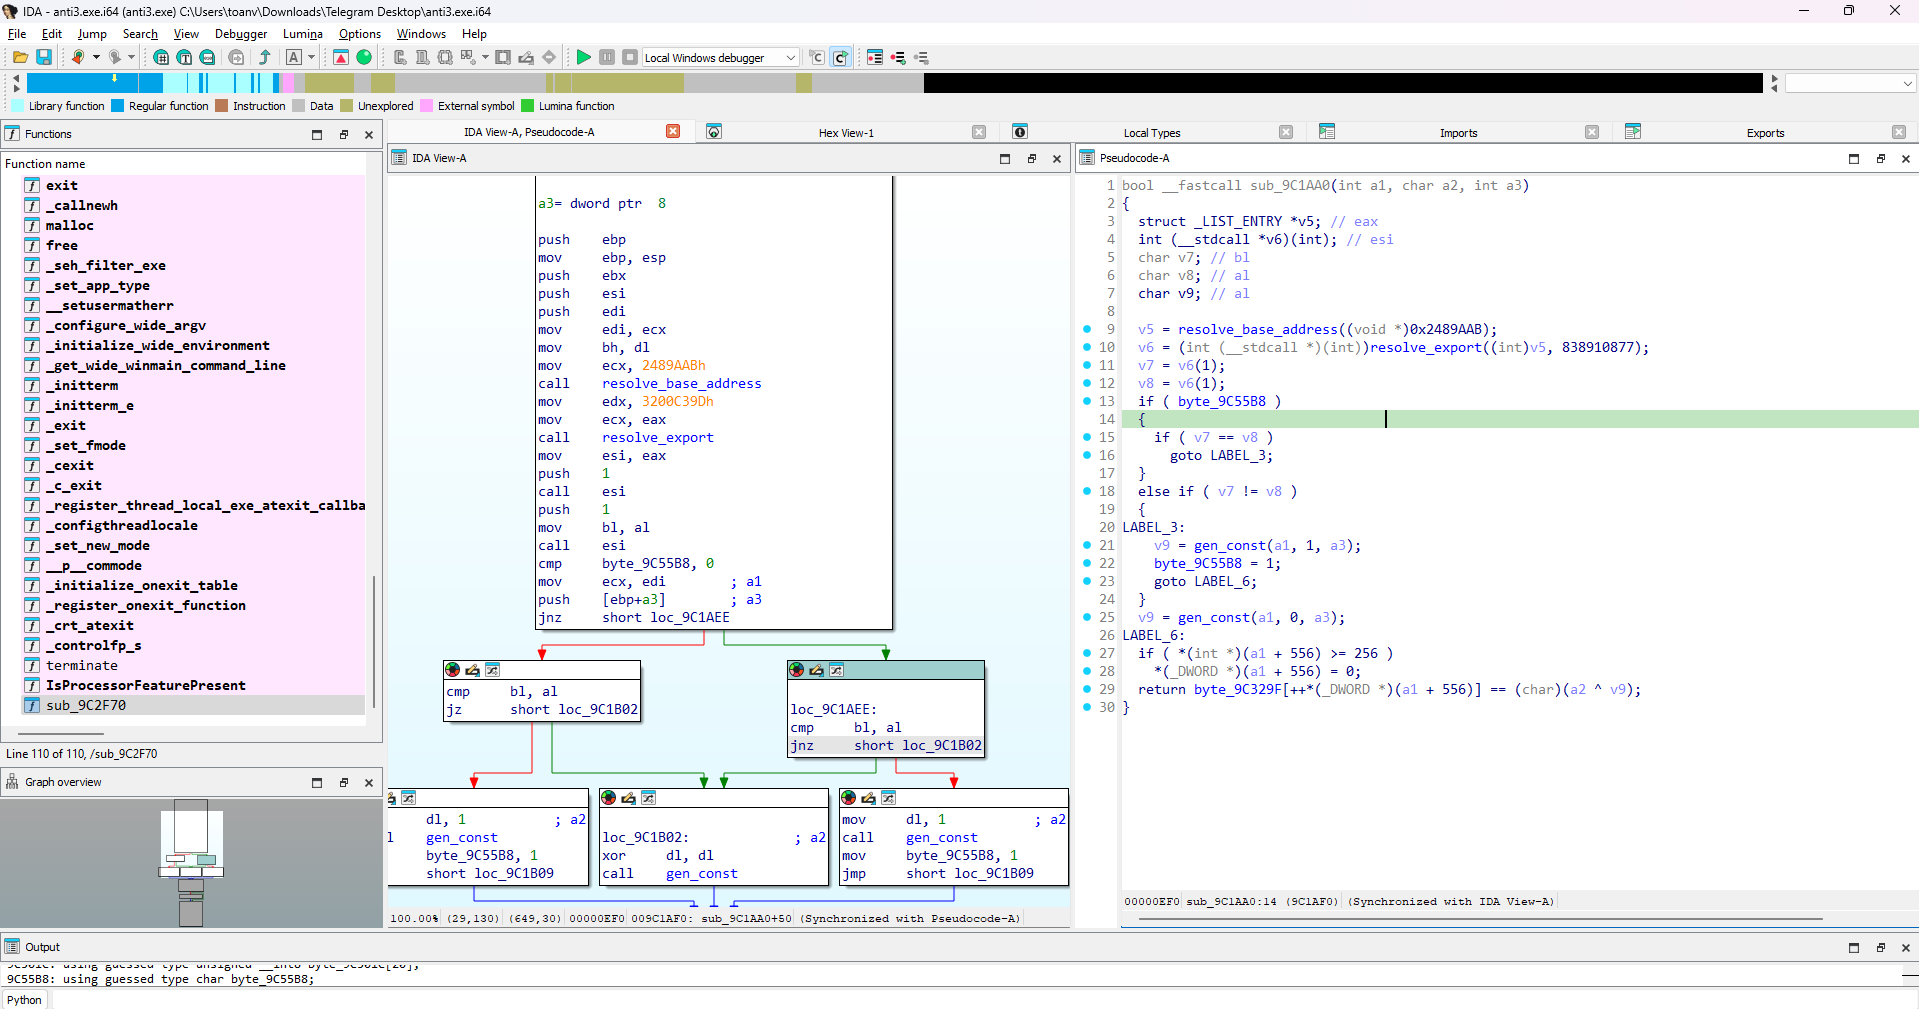 IDA - anti3.exe.i64 (anti3.exe) C:\Users\toanv\Downloads\Telegram Desktop\anti3.exe.i64
File Edit Jump Search View Debugger Lumina Options Windows Help
Local Windows debugger
Library function Regular function Instruction Data Unexplored External symbol Lumina function
Functions
Function name
exit
_callnewh
malloc
free
_seh_filter_exe
_set_app_type
__setusermatherr
_configure_wide_argv
_initialize_wide_environment
_get_wide_winmain_command_line
_initterm
_initterm_e
_exit
_set_fmode
_cexit
_c_exit
_register_thread_local_exe_atexit_callba
_configthreadlocale
_set_new_mode
__p__commode
_initialize_onexit_table
_register_onexit_function
_crt_atexit
_controlfp_s
terminate
IsProcessorFeaturePresent
sub_9C2F70
Line 110 of 110, /sub_9C2F70
Graph overview
IDA View-A, Pseudocode-A Hex View-1 Local Types Imports Exports
IDA View-A
a3= dword ptr 8
push ebp
mov ebp, esp
push ebx
push esi
push edi
mov edi, ecx
mov bh, dl
mov ecx, 2489AABh
call resolve_base_address
mov edx, 3200C39Dh
mov ecx, eax
call resolve_export
mov esi, eax
push 1
call esi
push 1
mov bl, al
call esi
cmp byte_9C55B8, 0
mov ecx, edi ; a1
push [ebp+a3] ; a3
jnz short loc_9C1AEE
cmp bl, al
jz short loc_9C1B02
loc_9C1AEE:
cmp bl, al
jnz short loc_9C1B02
dl, 1 ; a2
l gen_const
byte_9C55B8, 1
short loc_9C1B09
loc_9C1B02: ; a2
xor dl, dl
call gen_const
mov dl, 1 ; a2
call gen_const
mov byte_9C55B8, 1
jmp short loc_9C1B09
100.00% (29,130) (649,30) 00000EF0 009C1AF0: sub_9C1AA0+50 (Synchronized with Pseudocode-A)
Pseudocode-A
1 bool __fastcall sub_9C1AA0(int a1, char a2, int a3)
2 {
3 struct _LIST_ENTRY *v5; // eax
4 int (__stdcall *v6)(int); // esi
5 char v7; // bl
6 char v8; // al
7 char v9; // al
8
9 v5 = resolve_base_address((void *)0x2489AAB);
10 v6 = (int (__stdcall *)(int))resolve_export((int)v5, 838910877);
11 v7 = v6(1);
12 v8 = v6(1);
13 if ( byte_9C55B8 )
14 {
15 if ( v7 == v8 )
16 goto LABEL_3;
17 }
18 else if ( v7 != v8 )
19 {
20 LABEL_3:
21 v9 = gen_const(a1, 1, a3);
22 byte_9C55B8 = 1;
23 goto LABEL_6;
24 }
25 v9 = gen_const(a1, 0, a3);
26 LABEL_6:
27 if ( *(int *)(a1 + 556) >= 256 )
28 *(_DWORD *)(a1 + 556) = 0;
29 return byte_9C329F[++*(_DWORD *)(a1 + 556)] == (char)(a2 ^ v9);
30 }
00000EF0 sub_9C1AA0:14 (9C1AF0) (Synchronized with IDA View-A)
Output
9C55B8: using guessed type char byte_9C55B8;
Python